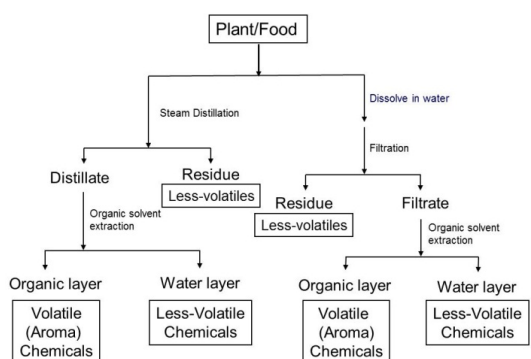 Plant/Food
Steam Distillation
Dissolve in water
Filtration
Distillate
Residue
Less-volatiles
Residue
Less-volatiles
Filtrate
Organic solvent
extraction
Organic solvent
extraction
Organic layer
Water layer
Organic layer
Water layer
Volatile
(Aroma)
Chemicals
Less-Volatile
Chemicals
Volatile
(Aroma)
Chemicals
Less-Volatile
Chemicals